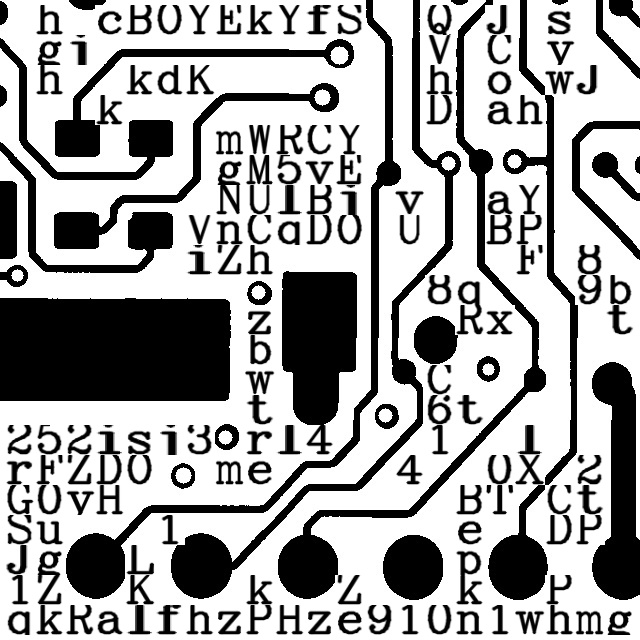 h cBOYEkYfS Q J s
gi V C v
h kdK h o wJ
k D ah
mWRCY
gM5vE
NUlBi v aY
VnCaDO U BP
iZh F 8
8q 9b
z Rx t
b
w C
t 6t
252isi3 rl4 1 l
rFZDO me 4 OX 2
GOvH BT Ct
Su 1 e DP
Jg L p
1Z K k Z k P
qkRalfhzPHze910n1whmg